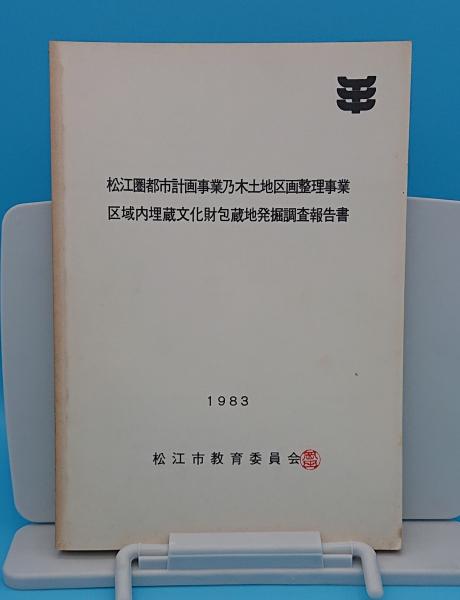 松江圏都市計画事業乃木土地区画整理事業
区域内埋蔵文化財包蔵地発掘調査報告書
1983
松江市教育委員会